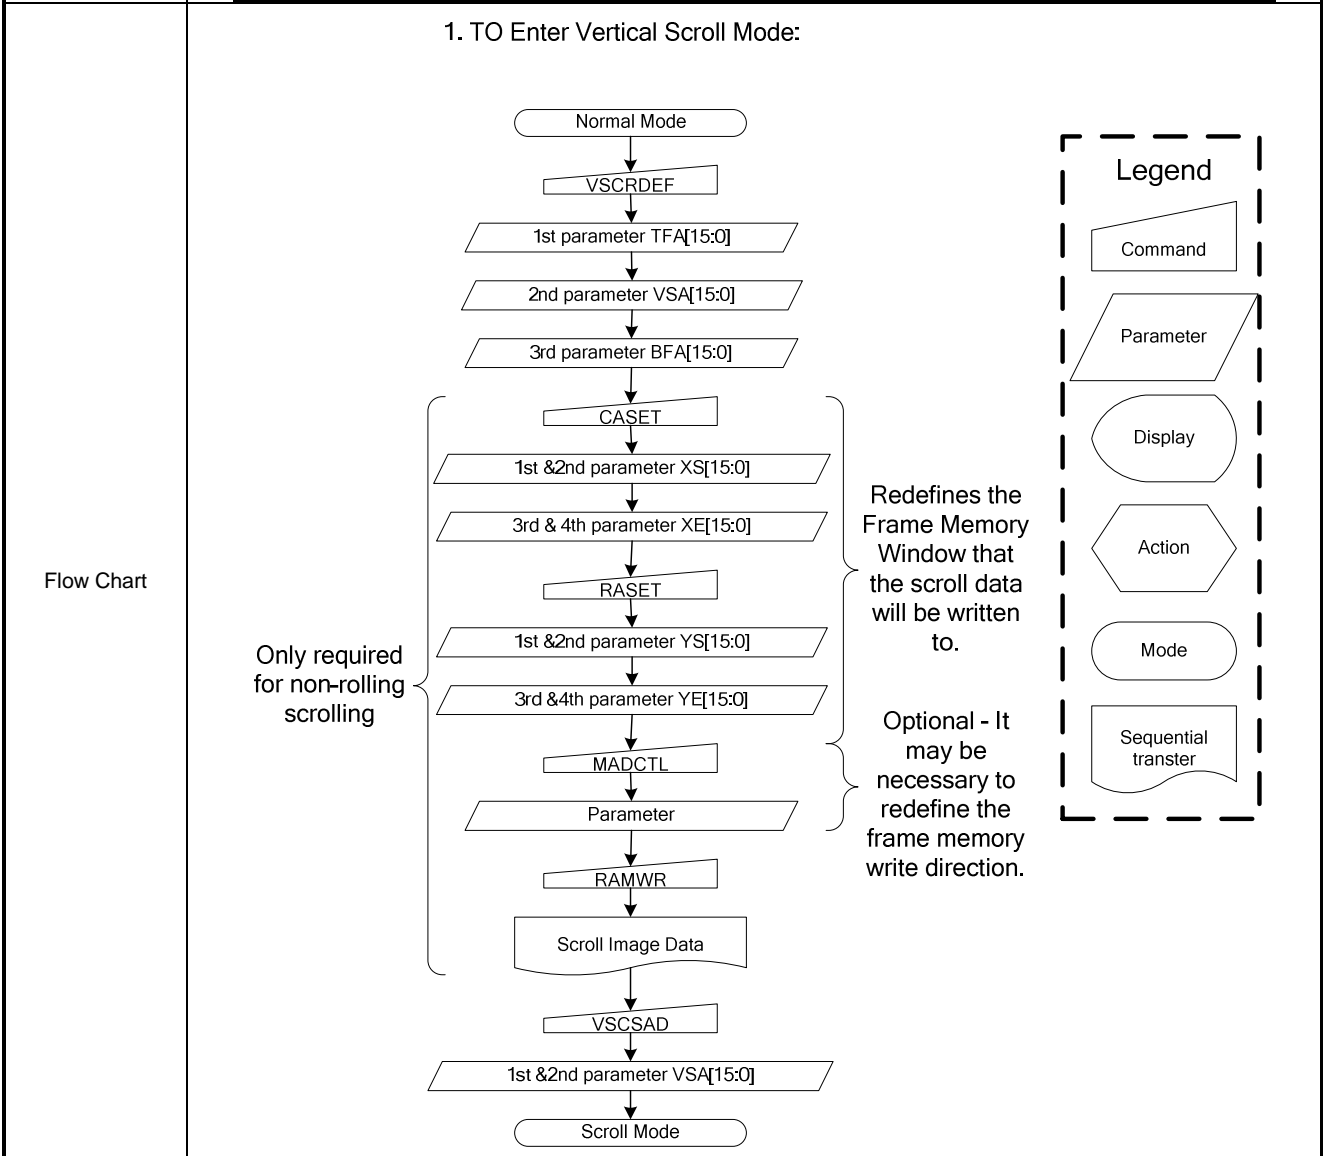 1. TO Enter Vertical Scroll Mode:
Flow Chart
Normal Mode
VSCRDEF
1st parameter TFA[15:0]
2nd parameter VSA[15:0]
3rd parameter BFA[15:0]
CASET
1st &2nd parameter XS[15:0]
3rd & 4th parameter XE[15:0]
RASET
1st &2nd parameter YS[15:0]
3rd &4th parameter YE[15:0]
MADCTL
Parameter
RAMWR
Scroll Image Data
VSCSAD
1st &2nd parameter VSA[15:0]
Scroll Mode
Only required
for non-rolling
scrolling
Redefines the
Frame Memory
Window that
the scroll data
will be written
to.
Optional - It
may be
necessary to
redefine the
frame memory
write direction.
Legend
Command
Parameter
Display
Action
Mode
Sequential
transter